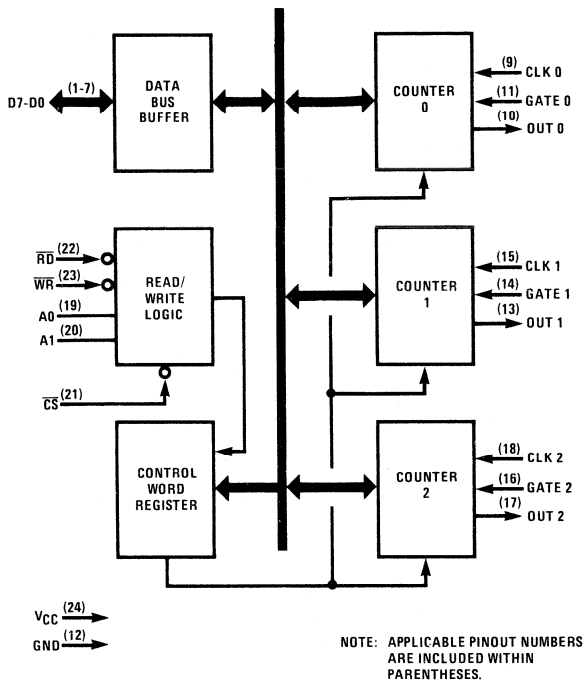 D7-D0
(1-7)
DATA
BUS
BUFFER
COUNTER
0
(9)
CLK 0
(11)
GATE 0
(10)
OUT 0
RD
(22)
WR
(23)
A0
(19)
A1
(20)
READ/
WRITE
LOGIC
CS
(21)
COUNTER
1
(15)
CLK 1
(14)
GATE 1
(13)
OUT 1
CONTROL
WORD
REGISTER
COUNTER
2
(18)
CLK 2
(16)
GATE 2
(17)
OUT 2
VCC
(24)
GND
(12)
NOTE: APPLICABLE PINOUT NUMBERS
ARE INCLUDED WITHIN
PARENTHESES.